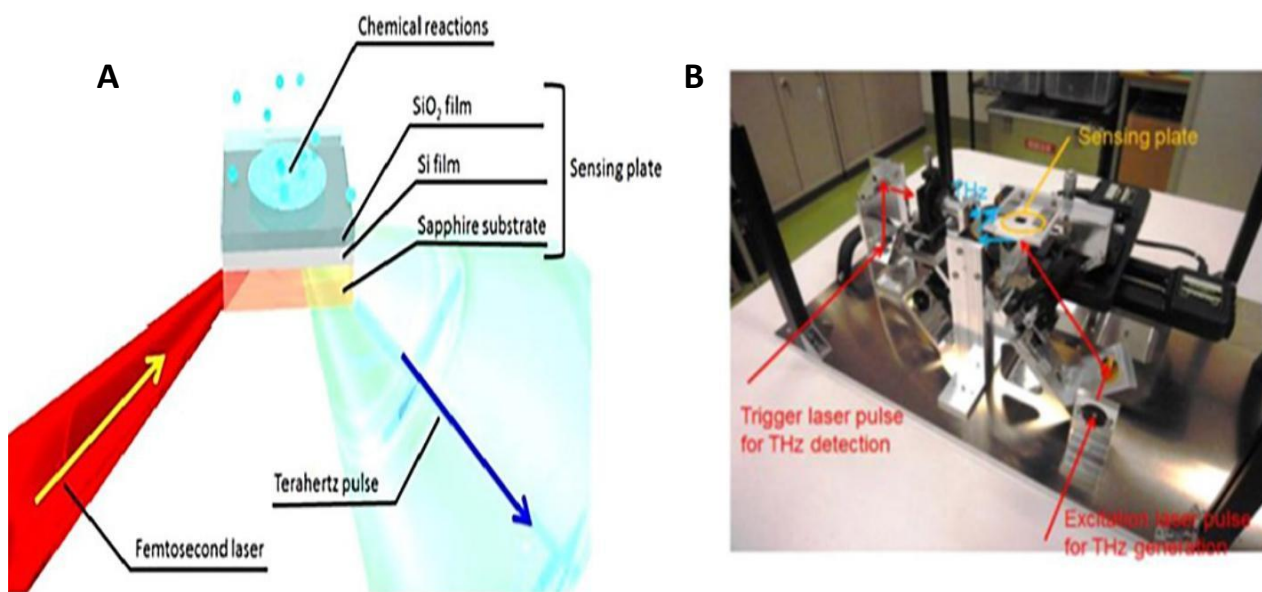 A
Chemical reactions
SiO₂ film
Si film
Sapphire substrate
Sensing plate
Terahertz pulse
Femtosecond laser
B
Sensing plate
THz
Trigger laser pulse
for THz detection
Excitation laser pulse
for THz generation